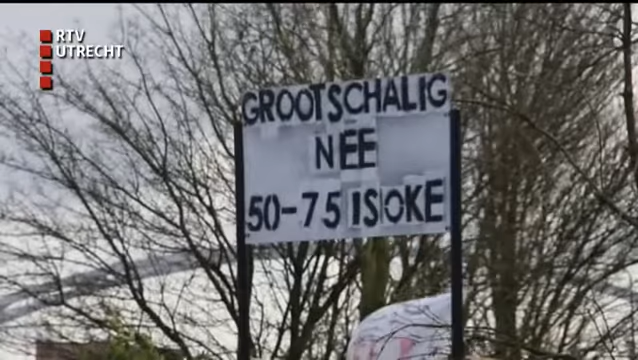 RTV
UTRECHT
GROOTSCHALIG
NEE
50-75 IS OKE